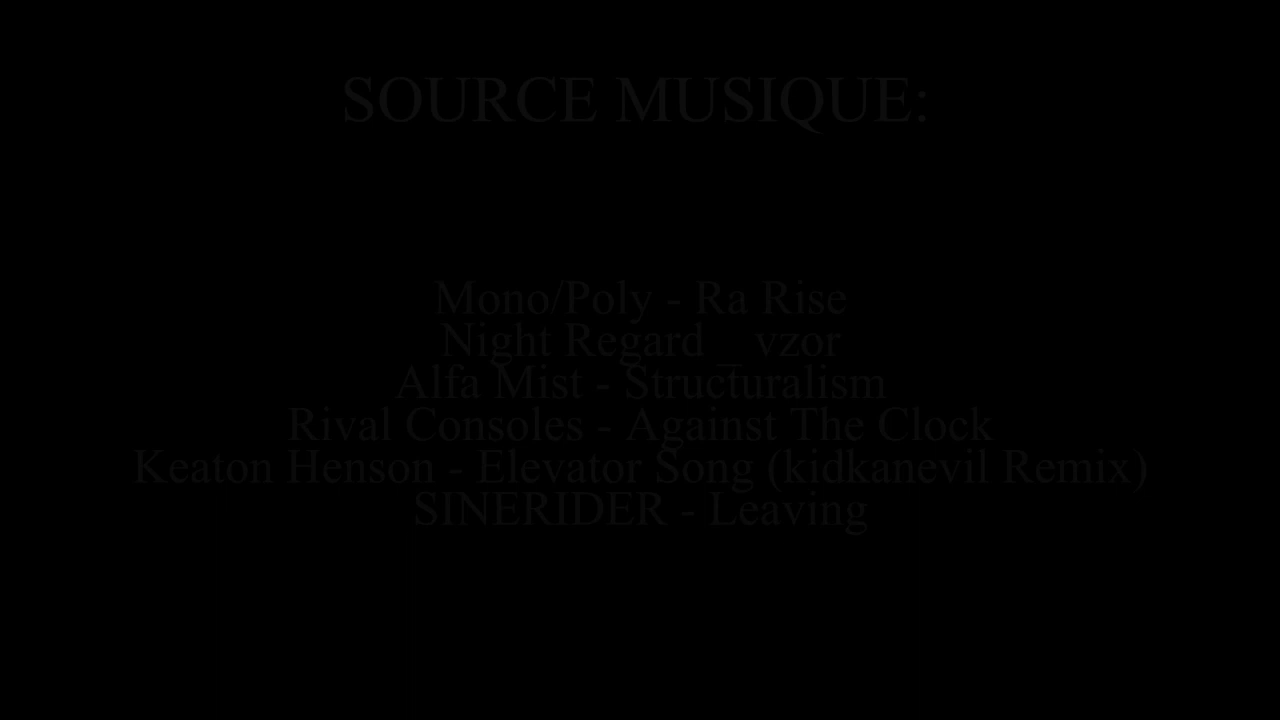 SOURCE MUSIQUE:
Mono/Poly - Ra Rise
Night Regard _ vzor
Alfa Mist - Structuralism
Rival Consoles - Against The Clock
Keaton Henson - Elevator Song (kidkanevil Remix)
SINERIDER - Leaving